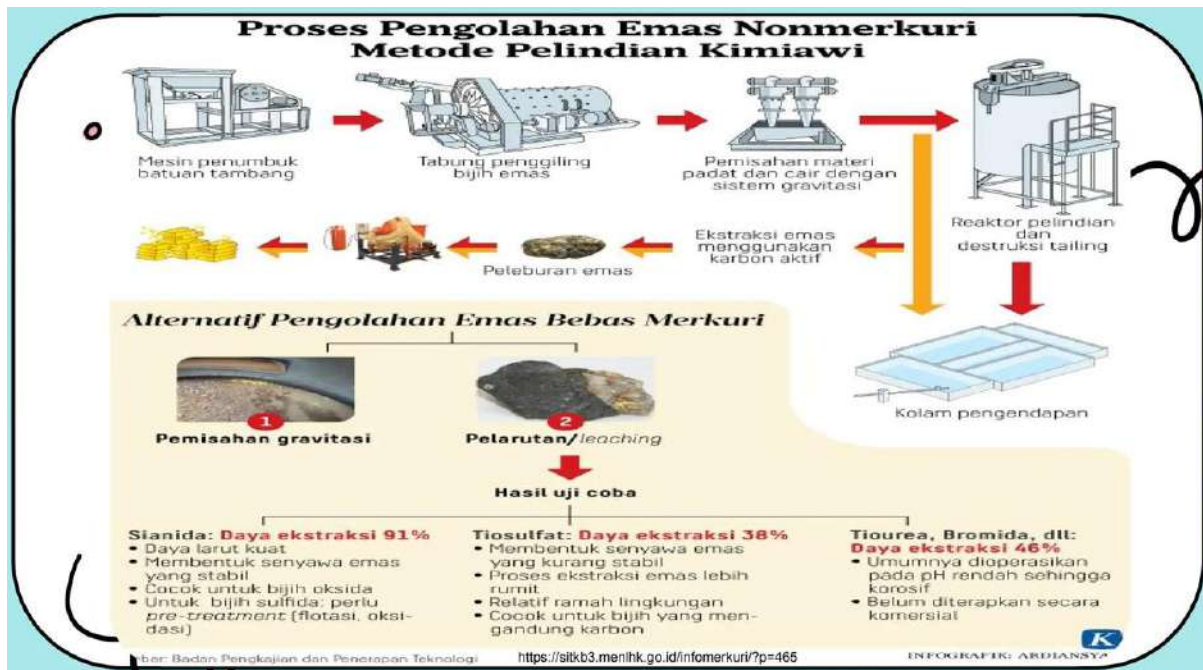 Proses Pengolahan Emas Nonmerkuri
Metode Pelindian Kimiawi
Mesin penumbuk
batuan tambang
Tabung penggiling
bijih emas
Pemisahan materi
padat dan cair dengan
sistem gravitasi
Reaktor pelindian
dan
destruksi tailing
Ekstraksi emas
menggunakan
karbon aktif
Peleburan emas
Kolam pengendapan
Alternatif Pengolahan Emas Bebas Merkuri
1
Pemisahan gravitasi
2
Pelarutan/leaching
Hasil uji coba
Sianida: Daya ekstraksi 91%
• Daya larut kuat
• Membentuk senyawa emas
yang stabil
• Cocok untuk bijih oksida
• Untuk bijih sulfida: perlu
pre-treatment (flotasi, oksi-
dasi)
Tiosulfat: Daya ekstraksi 38%
• Membentuk senyawa emas
yang kurang stabil
• Proses ekstraksi emas lebih
rumit
• Relatif ramah lingkungan
• Cocok untuk bijih yang men-
gandung karbon
Tiourea, Bromida, dll:
Daya ekstraksi 46%
• Umumnya dioperasikan
pada pH rendah sehingga
korosif
• Belum diterapkan secara
komersial
K
Badan Pengkajian dan Penerapan Teknologi
https://sitkb3.menlhk.go.id/infomerkuri/?p=465
INFOGRAFIK: ARDIANSY